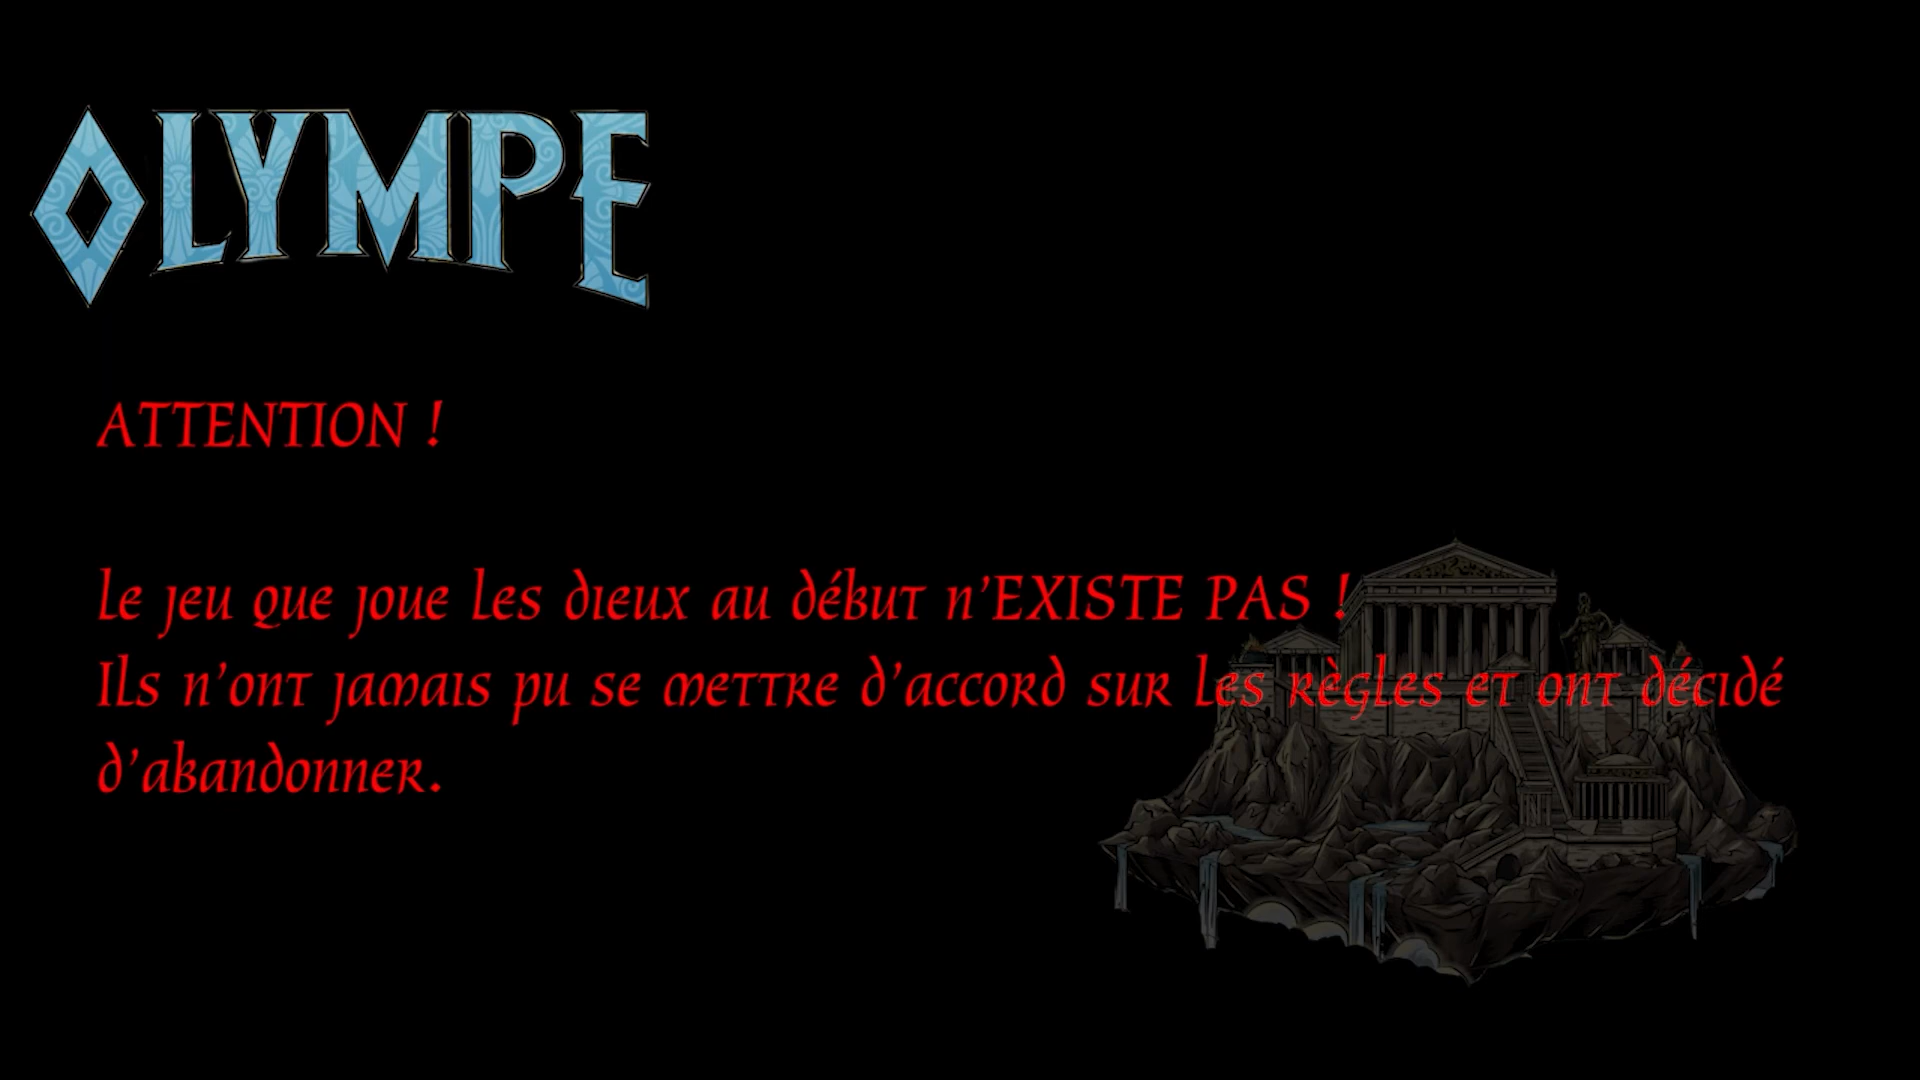 OLYMPE
ATTENTION !
Le jeu que joue les dieux au début n'EXISTE PAS !
Ils n'ont jamais pu se mettre d'accord sur les règles et ont décidé
d'abandonner.